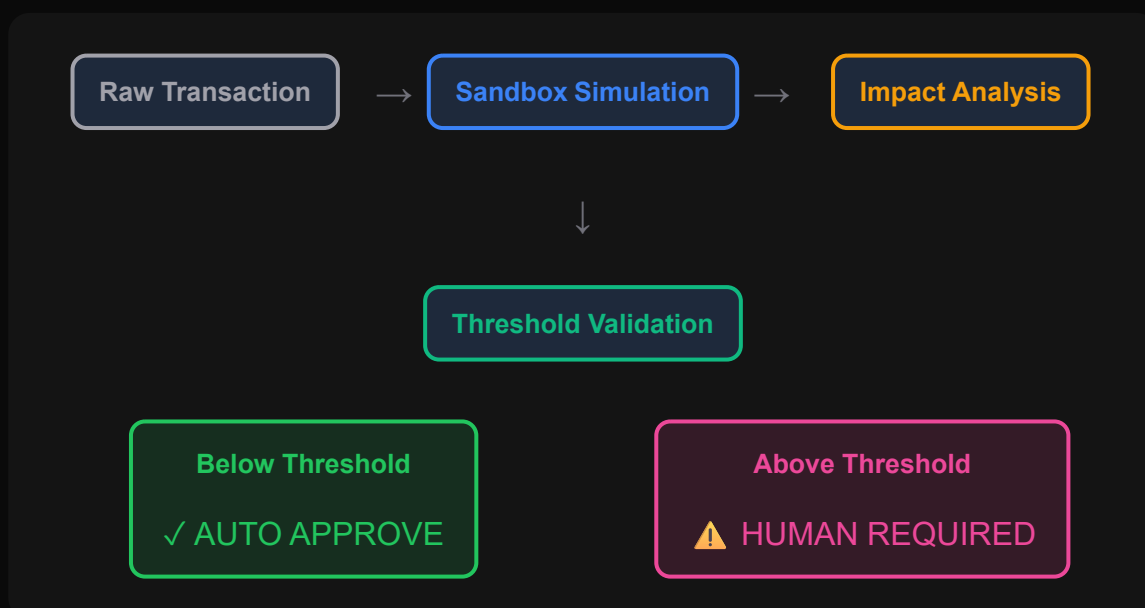 Raw Transaction → Sandbox Simulation → Impact Analysis
↓
Threshold Validation
Below Threshold
✓ AUTO APPROVE
Above Threshold
⚠️ HUMAN REQUIRED